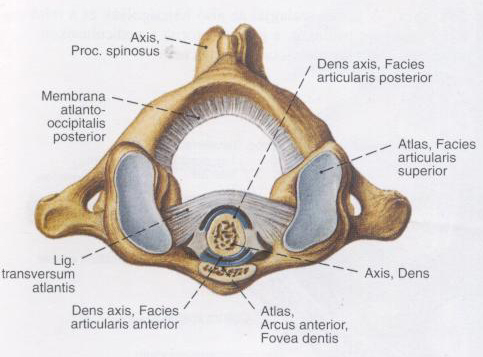 Axis,
Proc. spinosus
Dens axis, Facies
articularis posterior
Membrana
atlanto-
occipitalis
posterior
Atlas, Facies
articularis
superior
Lig.
transversum
atlantis
Axis, Dens
Dens axis, Facies
articularis anterior
Atlas,
Arcus anterior,
Fovea dentis